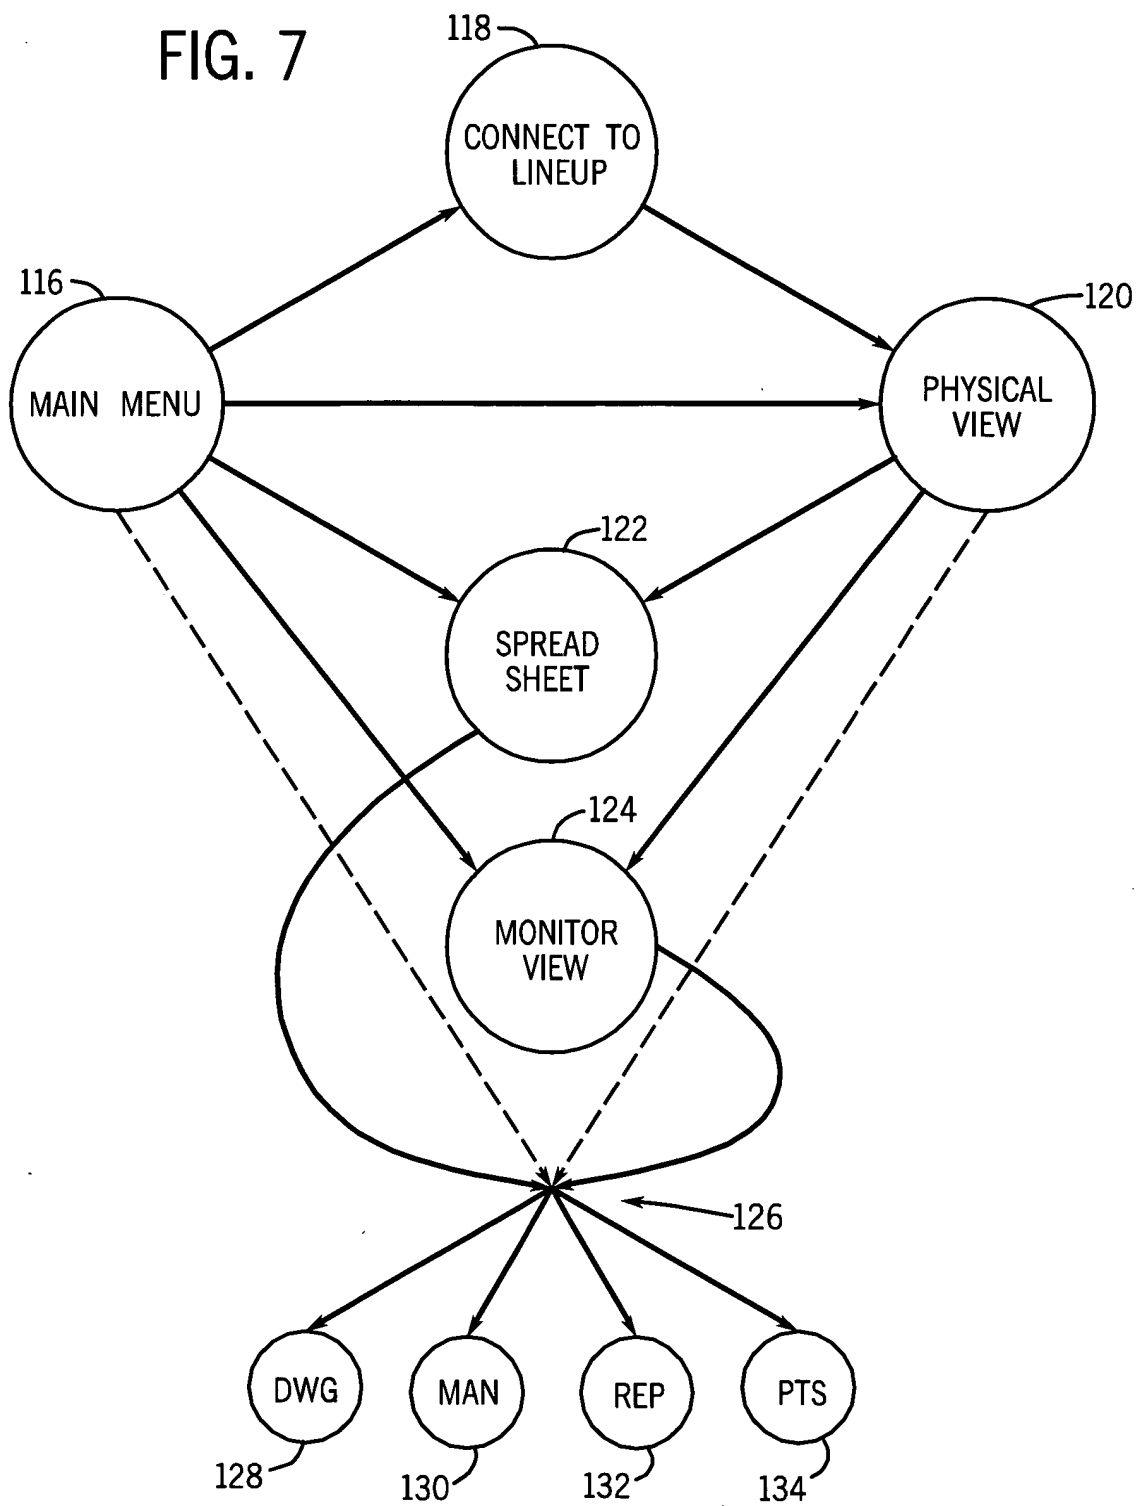 FIG. 7
118
CONNECT TO
LINEUP
116
MAIN MENU
120
PHYSICAL
VIEW
122
SPREAD
SHEET
124
MONITOR
VIEW
126
DWG
MAN
REP
PTS
128
130
132
134